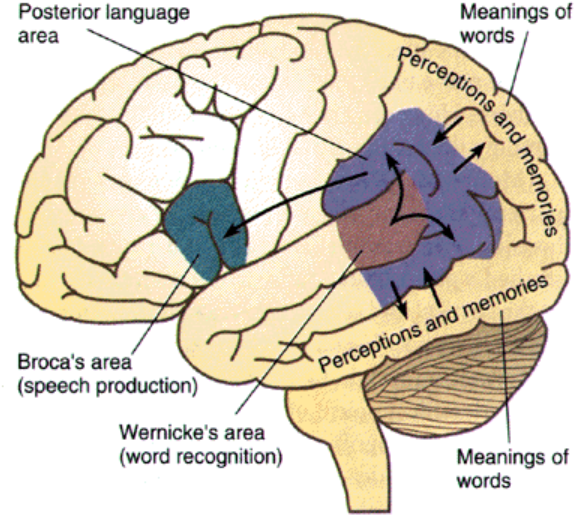 Posterior language
area
Meanings of
words
Perceptions and memories
Perceptions and memories
Broca's area
(speech production)
Wernicke's area
(word recognition)
Meanings of
words